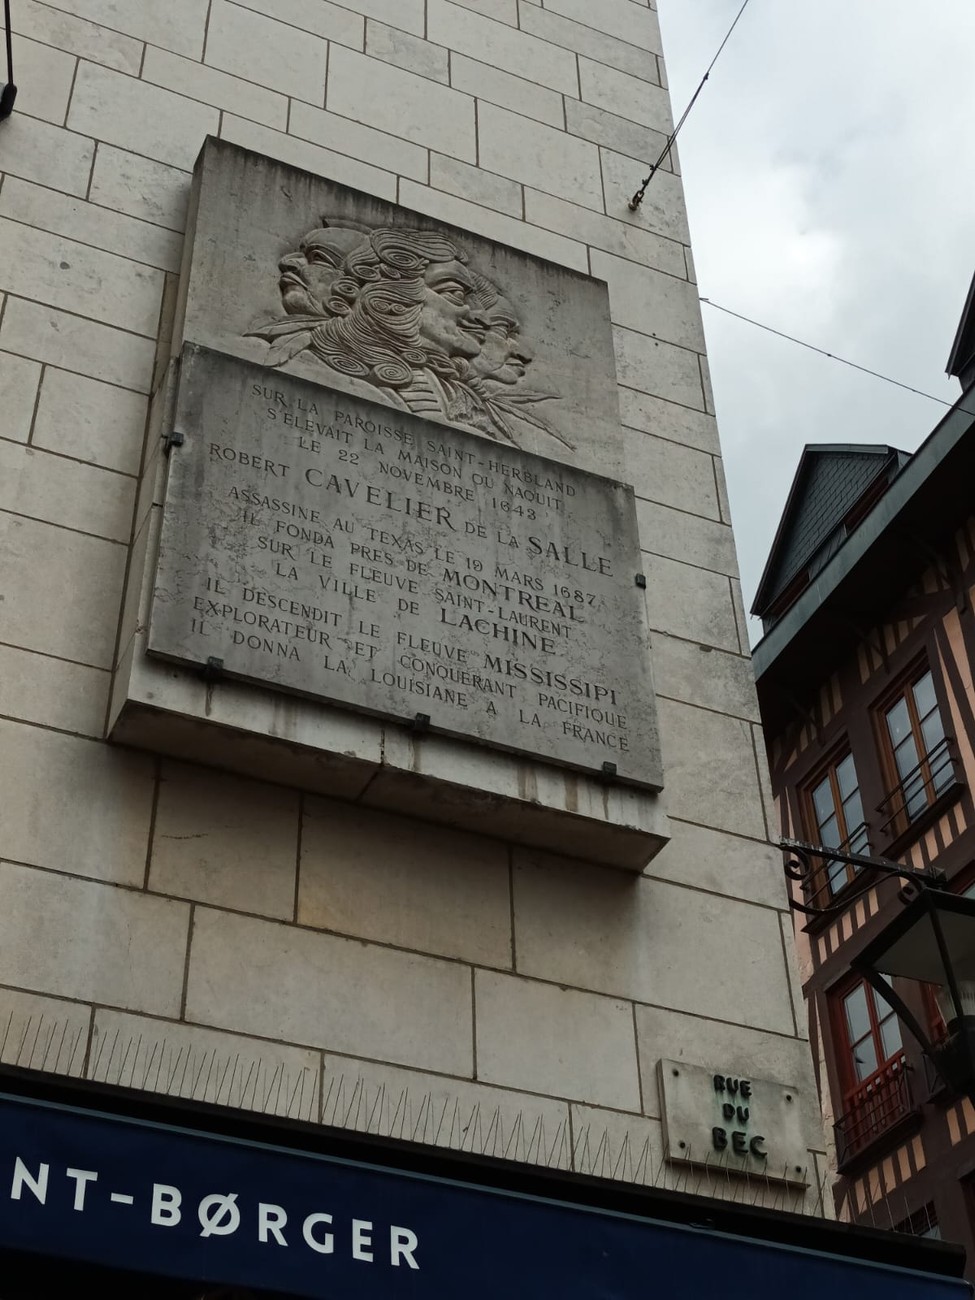 SUR LA PAROISSE SAINT-HERBLAND
S'ELEVAIT LA MAISON OU NAQUIT
LE 22 NOVEMBRE 1643
ROBERT CAVELIER DE LA SALLE
ASSASSINE AU TEXAS LE 19 MARS 1687
IL FONDA PRES DE MONTREAL
SUR LE FLEUVE SAINT-LAURENT
LA VILLE DE LACHINE
IL DESCENDIT LE FLEUVE MISSISSIPI
EXPLORATEUR ET CONQUERANT PACIFIQUE
IL DONNA LA LOUISIANE A LA FRANCE
RUE
DU
BEC
NT-BØRGER